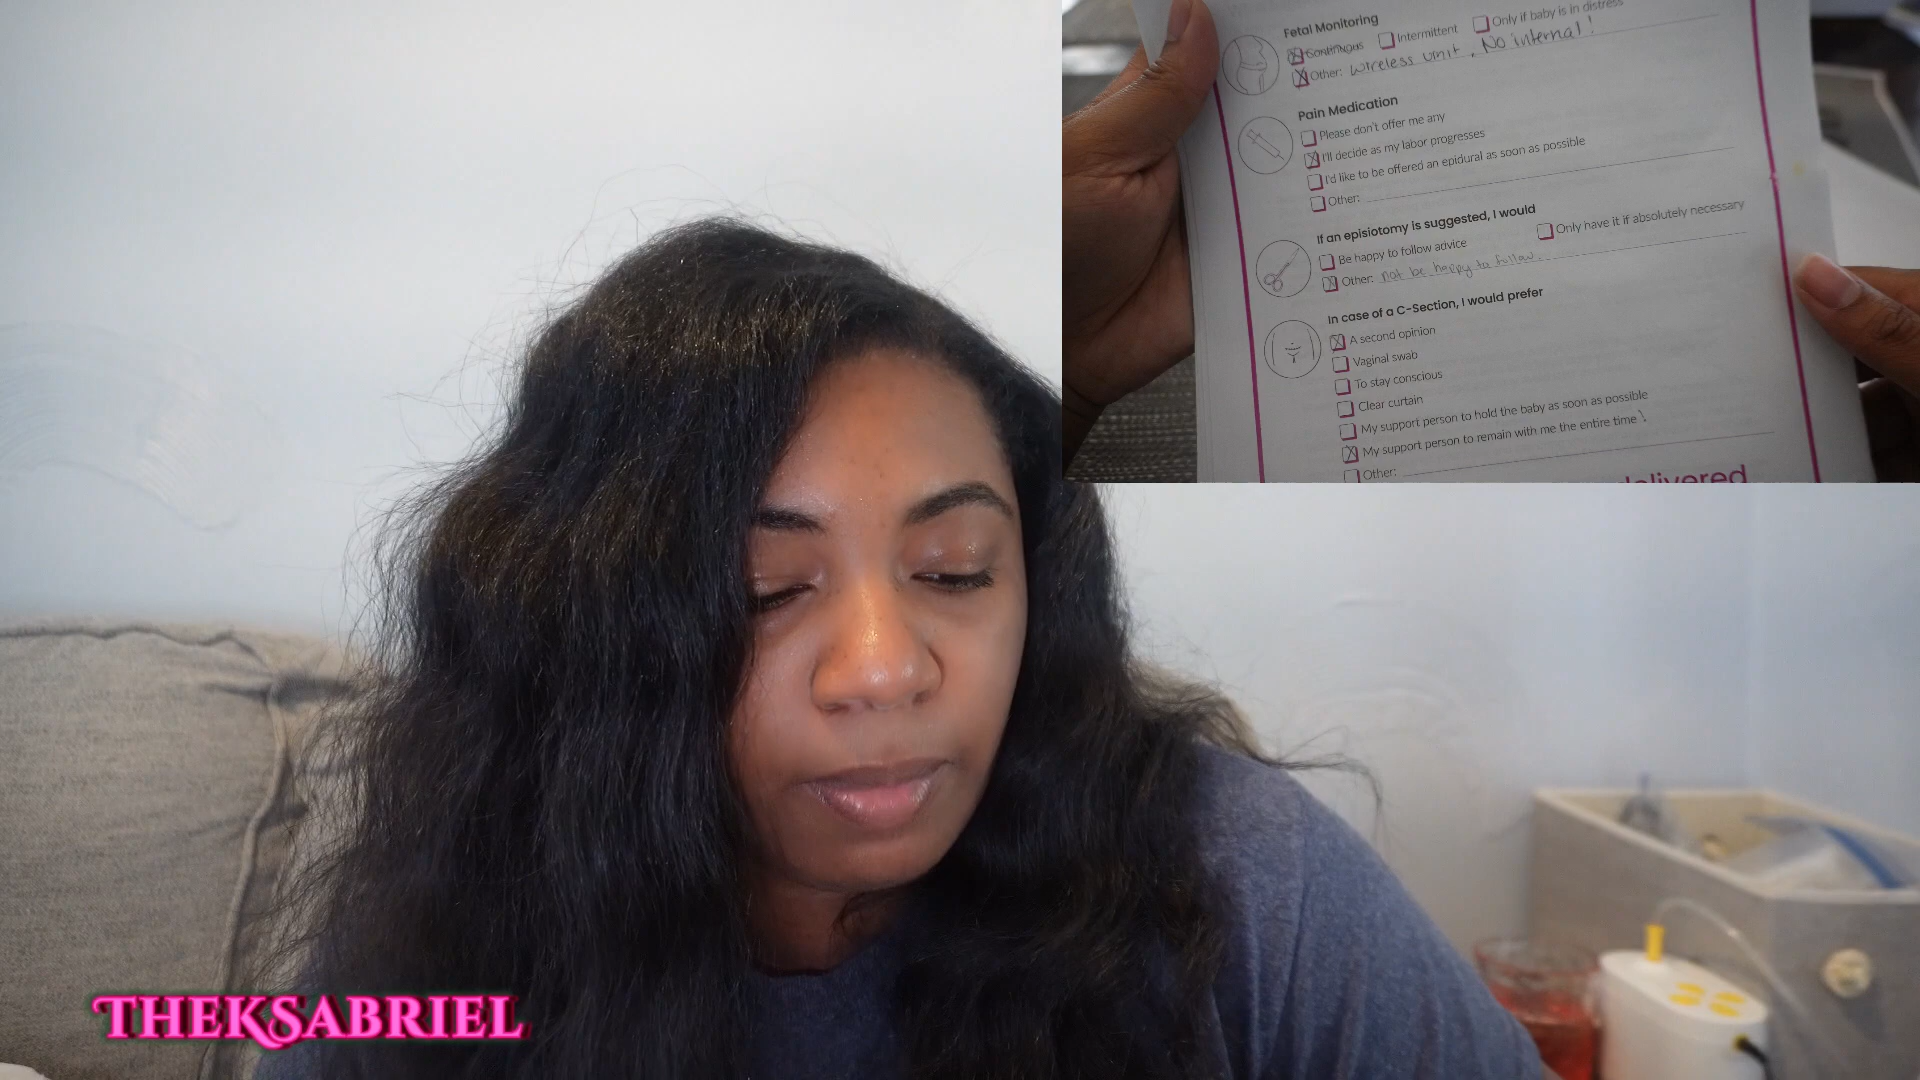 Fetal Monitoring
Continuous Intermittent Only if baby is in distress
Other: Wireless unit, No internal!
Pain Medication
Please don't offer me any
I'll decide as my labor progresses
I'd like to be offered an epidural as soon as possible
Other:
If an episiotomy is suggested, I would
Be happy to follow advice Only have it if absolutely necessary
Other: not be happy to follow.
In case of a C-Section, I would prefer
A second opinion
Vaginal swab
To stay conscious
Clear curtain
My support person to hold the baby as soon as possible
My support person to remain with me the entire time!
Other:
delivered
THEKSABRIEL